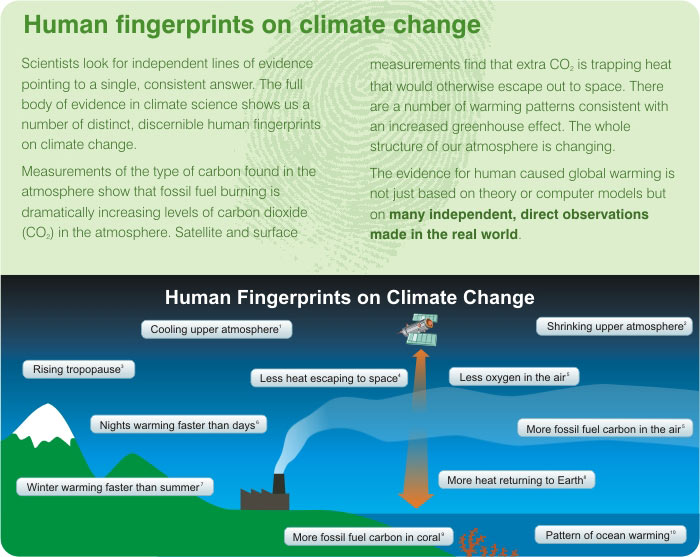 Human fingerprints on climate change
Scientists look for independent lines of evidence
pointing to a single, consistent answer. The full
body of evidence in climate science shows us a
number of distinct, discernible human fingerprints
on climate change.
Measurements of the type of carbon found in the
atmosphere show that fossil fuel burning is
dramatically increasing levels of carbon dioxide
(CO₂) in the atmosphere. Satellite and surface
measurements find that extra CO₂ is trapping heat
that would otherwise escape out to space. There
are a number of warming patterns consistent with
an increased greenhouse effect. The whole
structure of our atmosphere is changing.
The evidence for human caused global warming is
not just based on theory or computer models but
on many independent, direct observations
made in the real world.
Human Fingerprints on Climate Change
Cooling upper atmosphere¹
Shrinking upper atmosphere²
Rising tropopause³
Less heat escaping to space⁴
Less oxygen in the air⁵
Nights warming faster than days⁶
More fossil fuel carbon in the air⁵
Winter warming faster than summer⁷
More heat returning to Earth⁸
More fossil fuel carbon in coral⁹
Pattern of ocean warming¹⁰